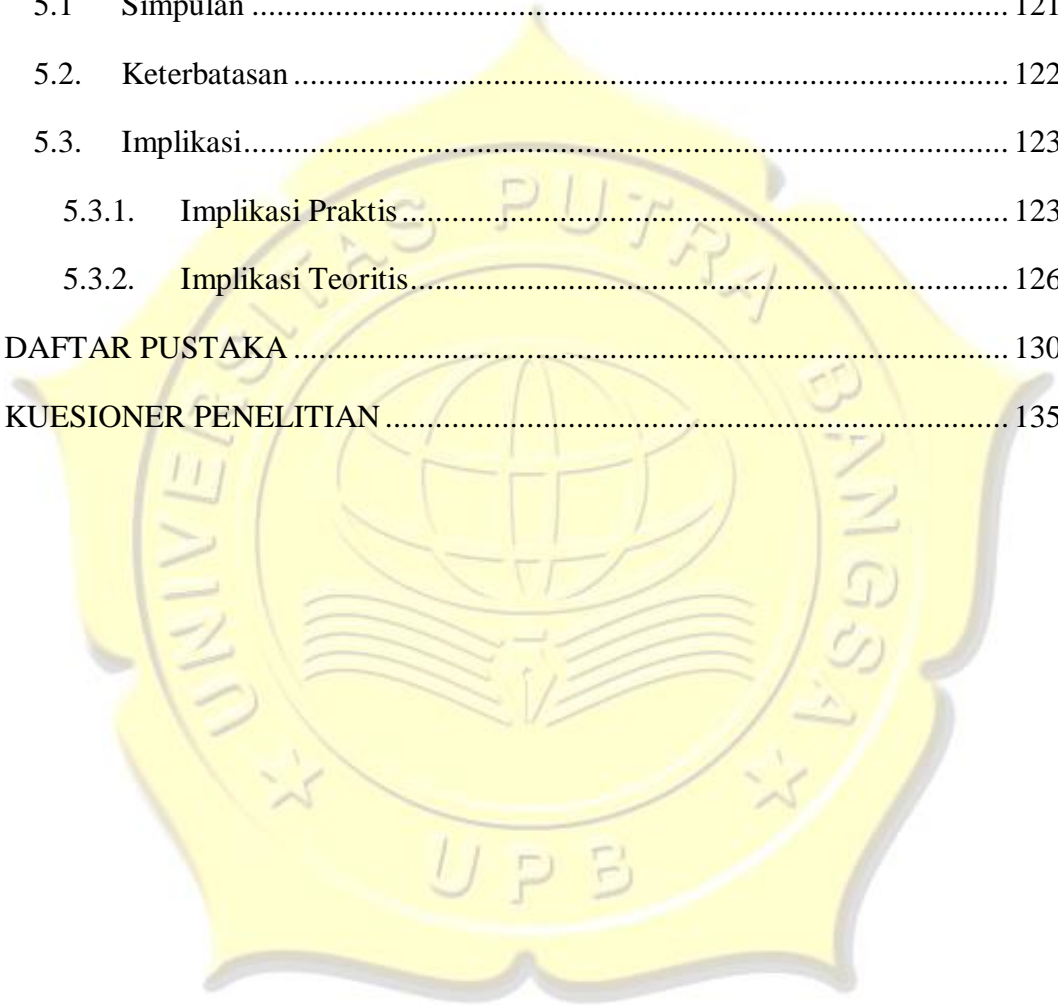 5.1 Simpulan ........................................................................................ 121
5.2. Keterbatasan ........................................................................................ 122
5.3. Implikasi ........................................................................................ 123
5.3.1. Implikasi Praktis ........................................................................................ 123
5.3.2. Implikasi Teoritis ........................................................................................ 126
DAFTAR PUSTAKA ........................................................................................ 130
KUESIONER PENELITIAN ........................................................................................ 135
UNIVERSITAS PUTRA BANGSA
UPB